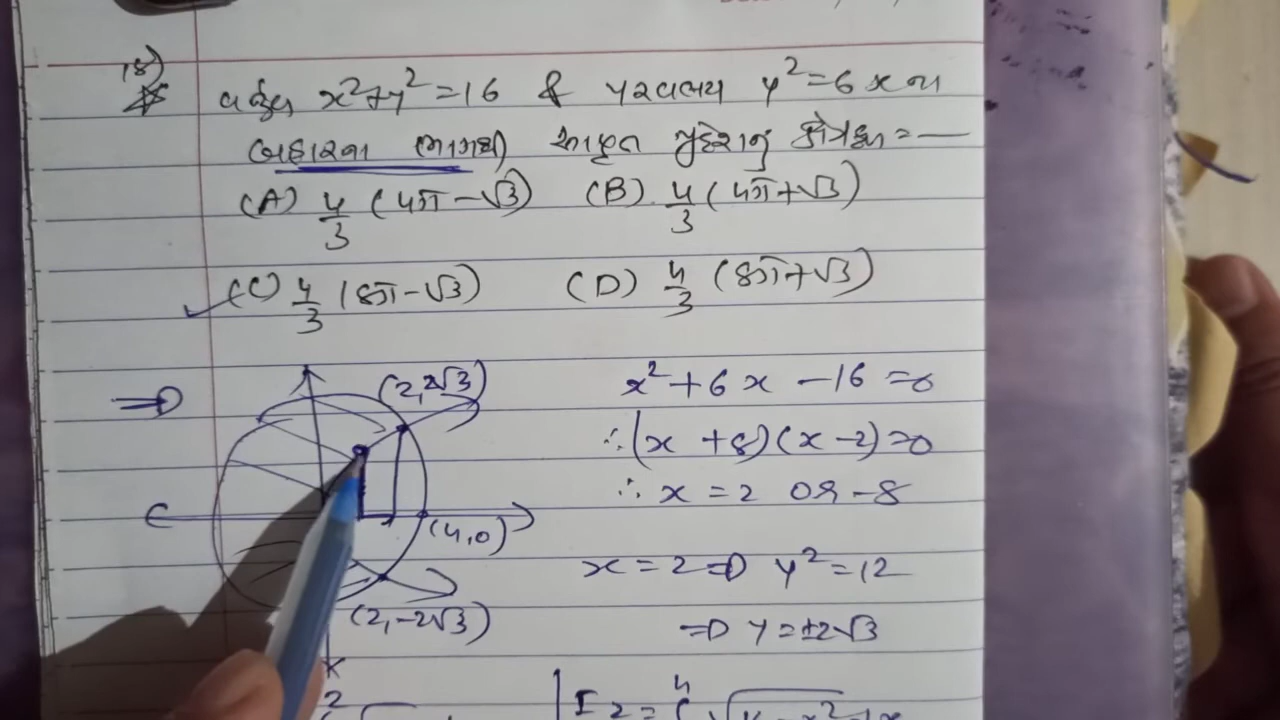 18)
વર્તુળ x²+y²=16 & પરવલય y²=6x ના
બહારના ભાગથી આવૃત્ત પ્રદેશનું ક્ષેત્રફળ = —
(A) 4/3 (4π-√3) (B) 4/3 (4π+√3)
(C) 4/3 (8π-√3) (D) 4/3 (8π+√3)
(2, 2√3)
(4,0)
(2,-2√3)
x²+6x-16=0
∴(x+8)(x-2)=0
∴ x=2 OR -8
x=2 ⇒ y²=12
⇒ y=±2√3